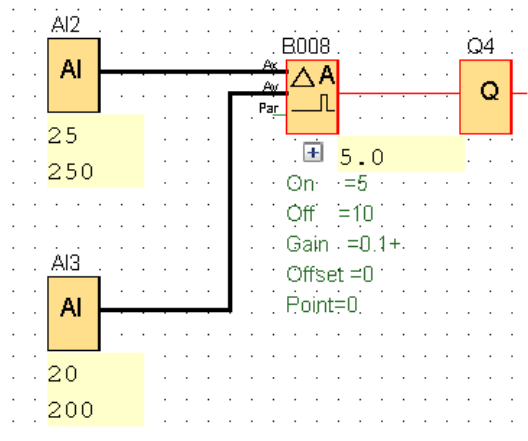 AI2
AI
25
250
B008
Ax
Ay
Par
A
Q4
Q
5.0
On =5
Off =10
Gain =0.1+
Offset =0
Point=0
AI3
AI
20
200